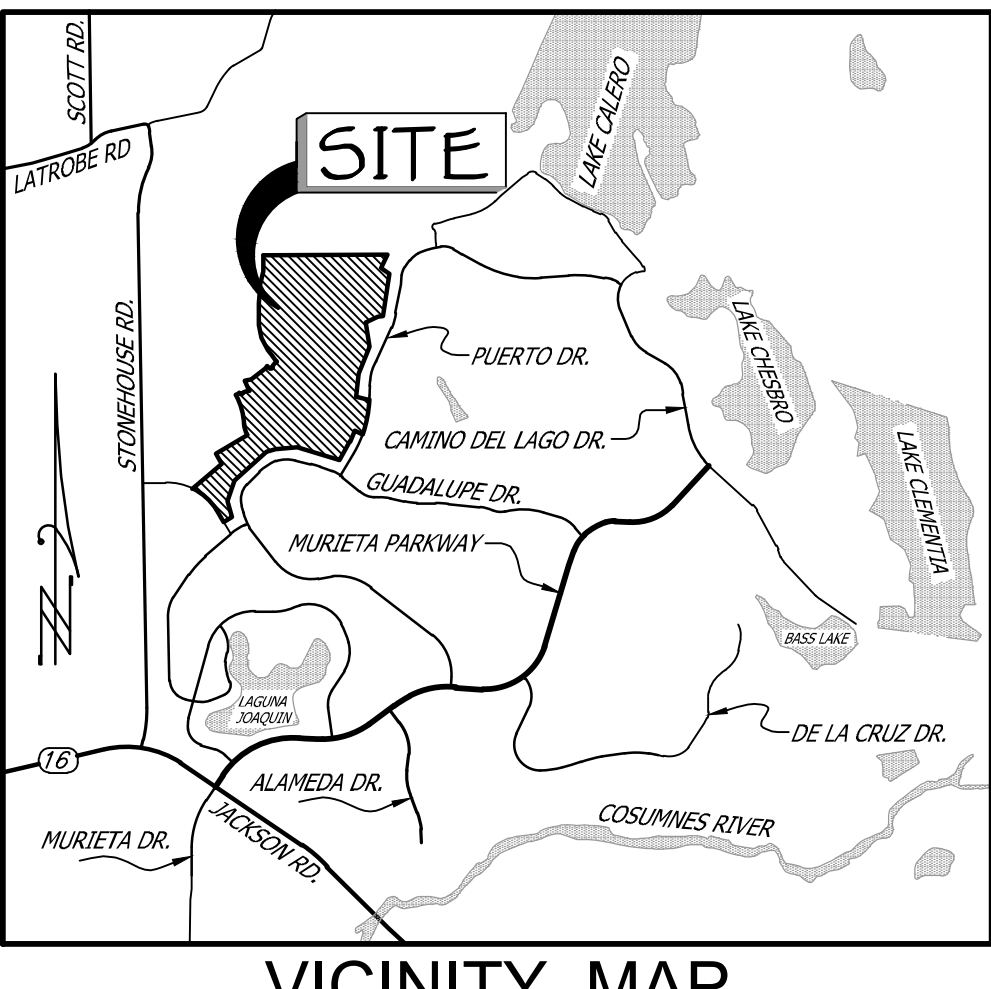 SCOTT RD.
LATROBE RD
SITE
LAKE CALERO
STONEHOUSE RD.
PUERTO DR.
LAKE CHESBRO
CAMINO DEL LAGO DR.
GUADALUPE DR.
LAKE CLEMENTIA
MURIETA PARKWAY
N
BASS LAKE
LAGUNA
JOAQUIN
DE LA CRUZ DR.
16
ALAMEDA DR.
JACKSON RD.
COSUMNES RIVER
MURIETA DR.
VICINITY MAP